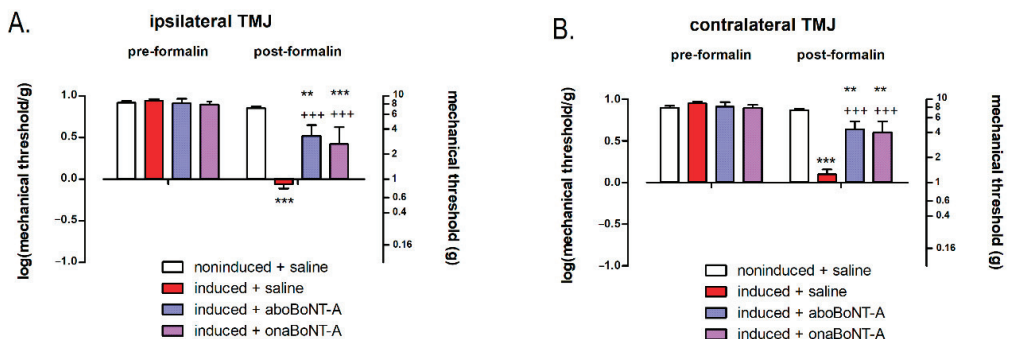 A.
ipsilateral TMJ
pre-formalin post-formalin
log(mechanical threshold/g)
1.0
0.5
0.0
−0.5
−1.0
** ***
+++ +++
***
10
8
6
4
2
1
0.6
0.4
0.16
mechanical threshold (g)
noninduced + saline
induced + saline
induced + aboBoNT-A
induced + onaBoNT-A
B.
contralateral TMJ
pre-formalin post-formalin
log(mechanical threshold/g)
1.0
0.5
0.0
−0.5
−1.0
** **
+++ +++
***
10
8
6
4
2
1
0.6
0.4
0.16
mechanical threshold (g)
noninduced + saline
induced + saline
induced + aboBoNT-A
induced + onaBoNT-A